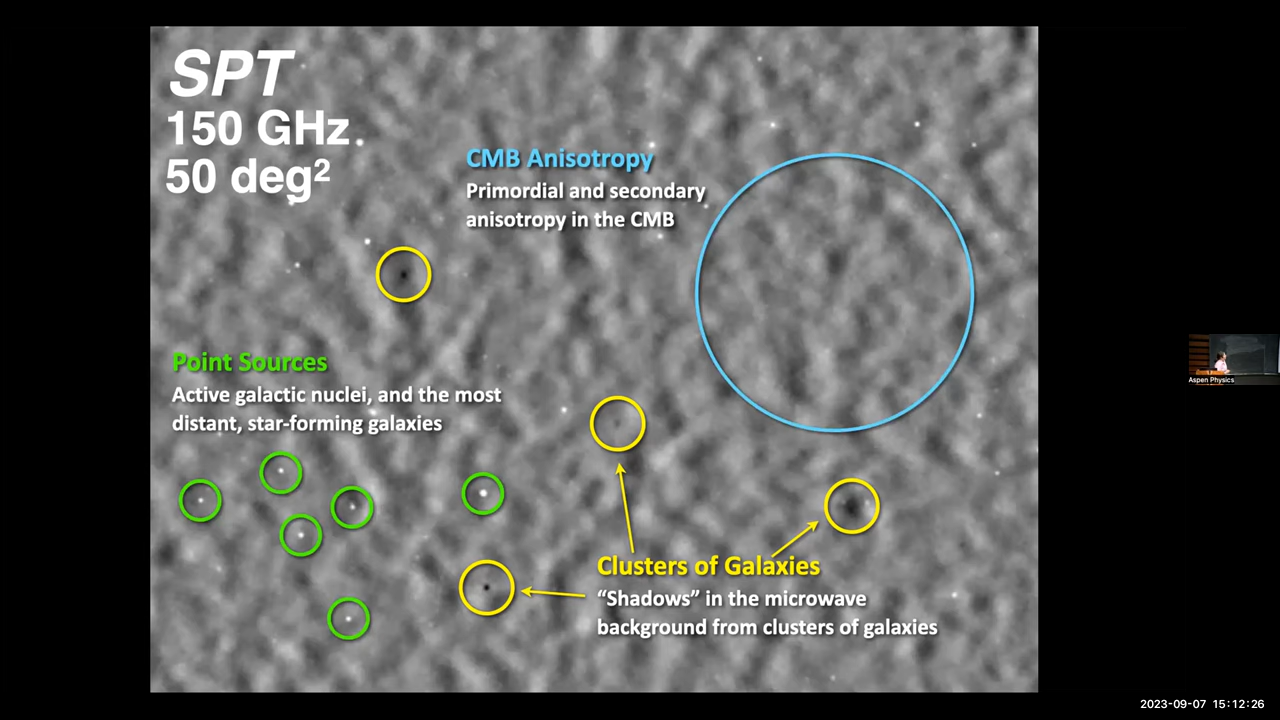 SPT
150 GHz
50 deg²
CMB Anisotropy
Primordial and secondary
anisotropy in the CMB
Point Sources
Active galactic nuclei, and the most
distant, star-forming galaxies
Clusters of Galaxies
“Shadows” in the microwave
background from clusters of galaxies
Aspen Physics
2023-09-07 15:12:26